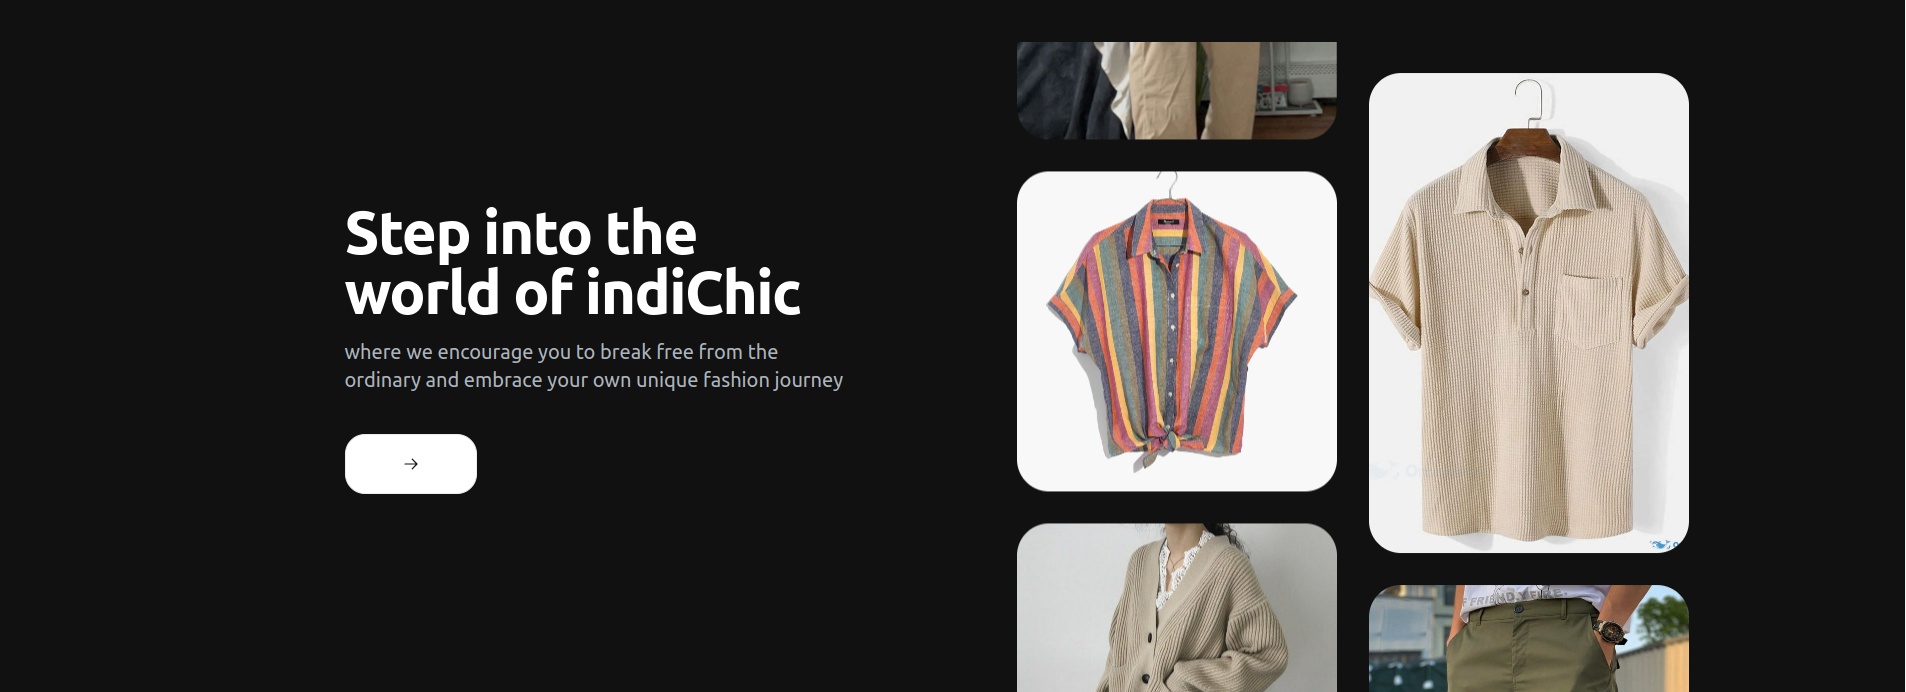 Step into the
world of indiChic
where we encourage you to break free from the
ordinary and embrace your own unique fashion journey